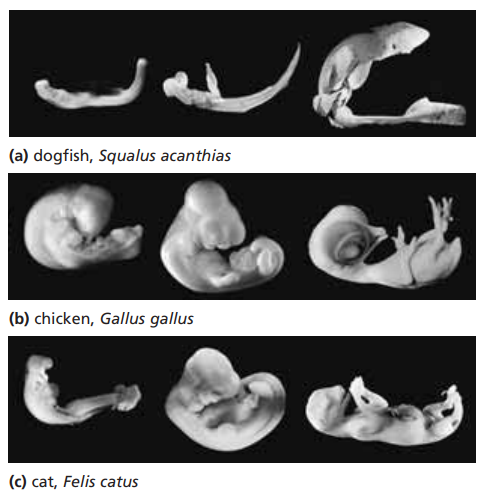 (a) dogfish, Squalus acanthias
(b) chicken, Gallus gallus
(c) cat, Felis catus